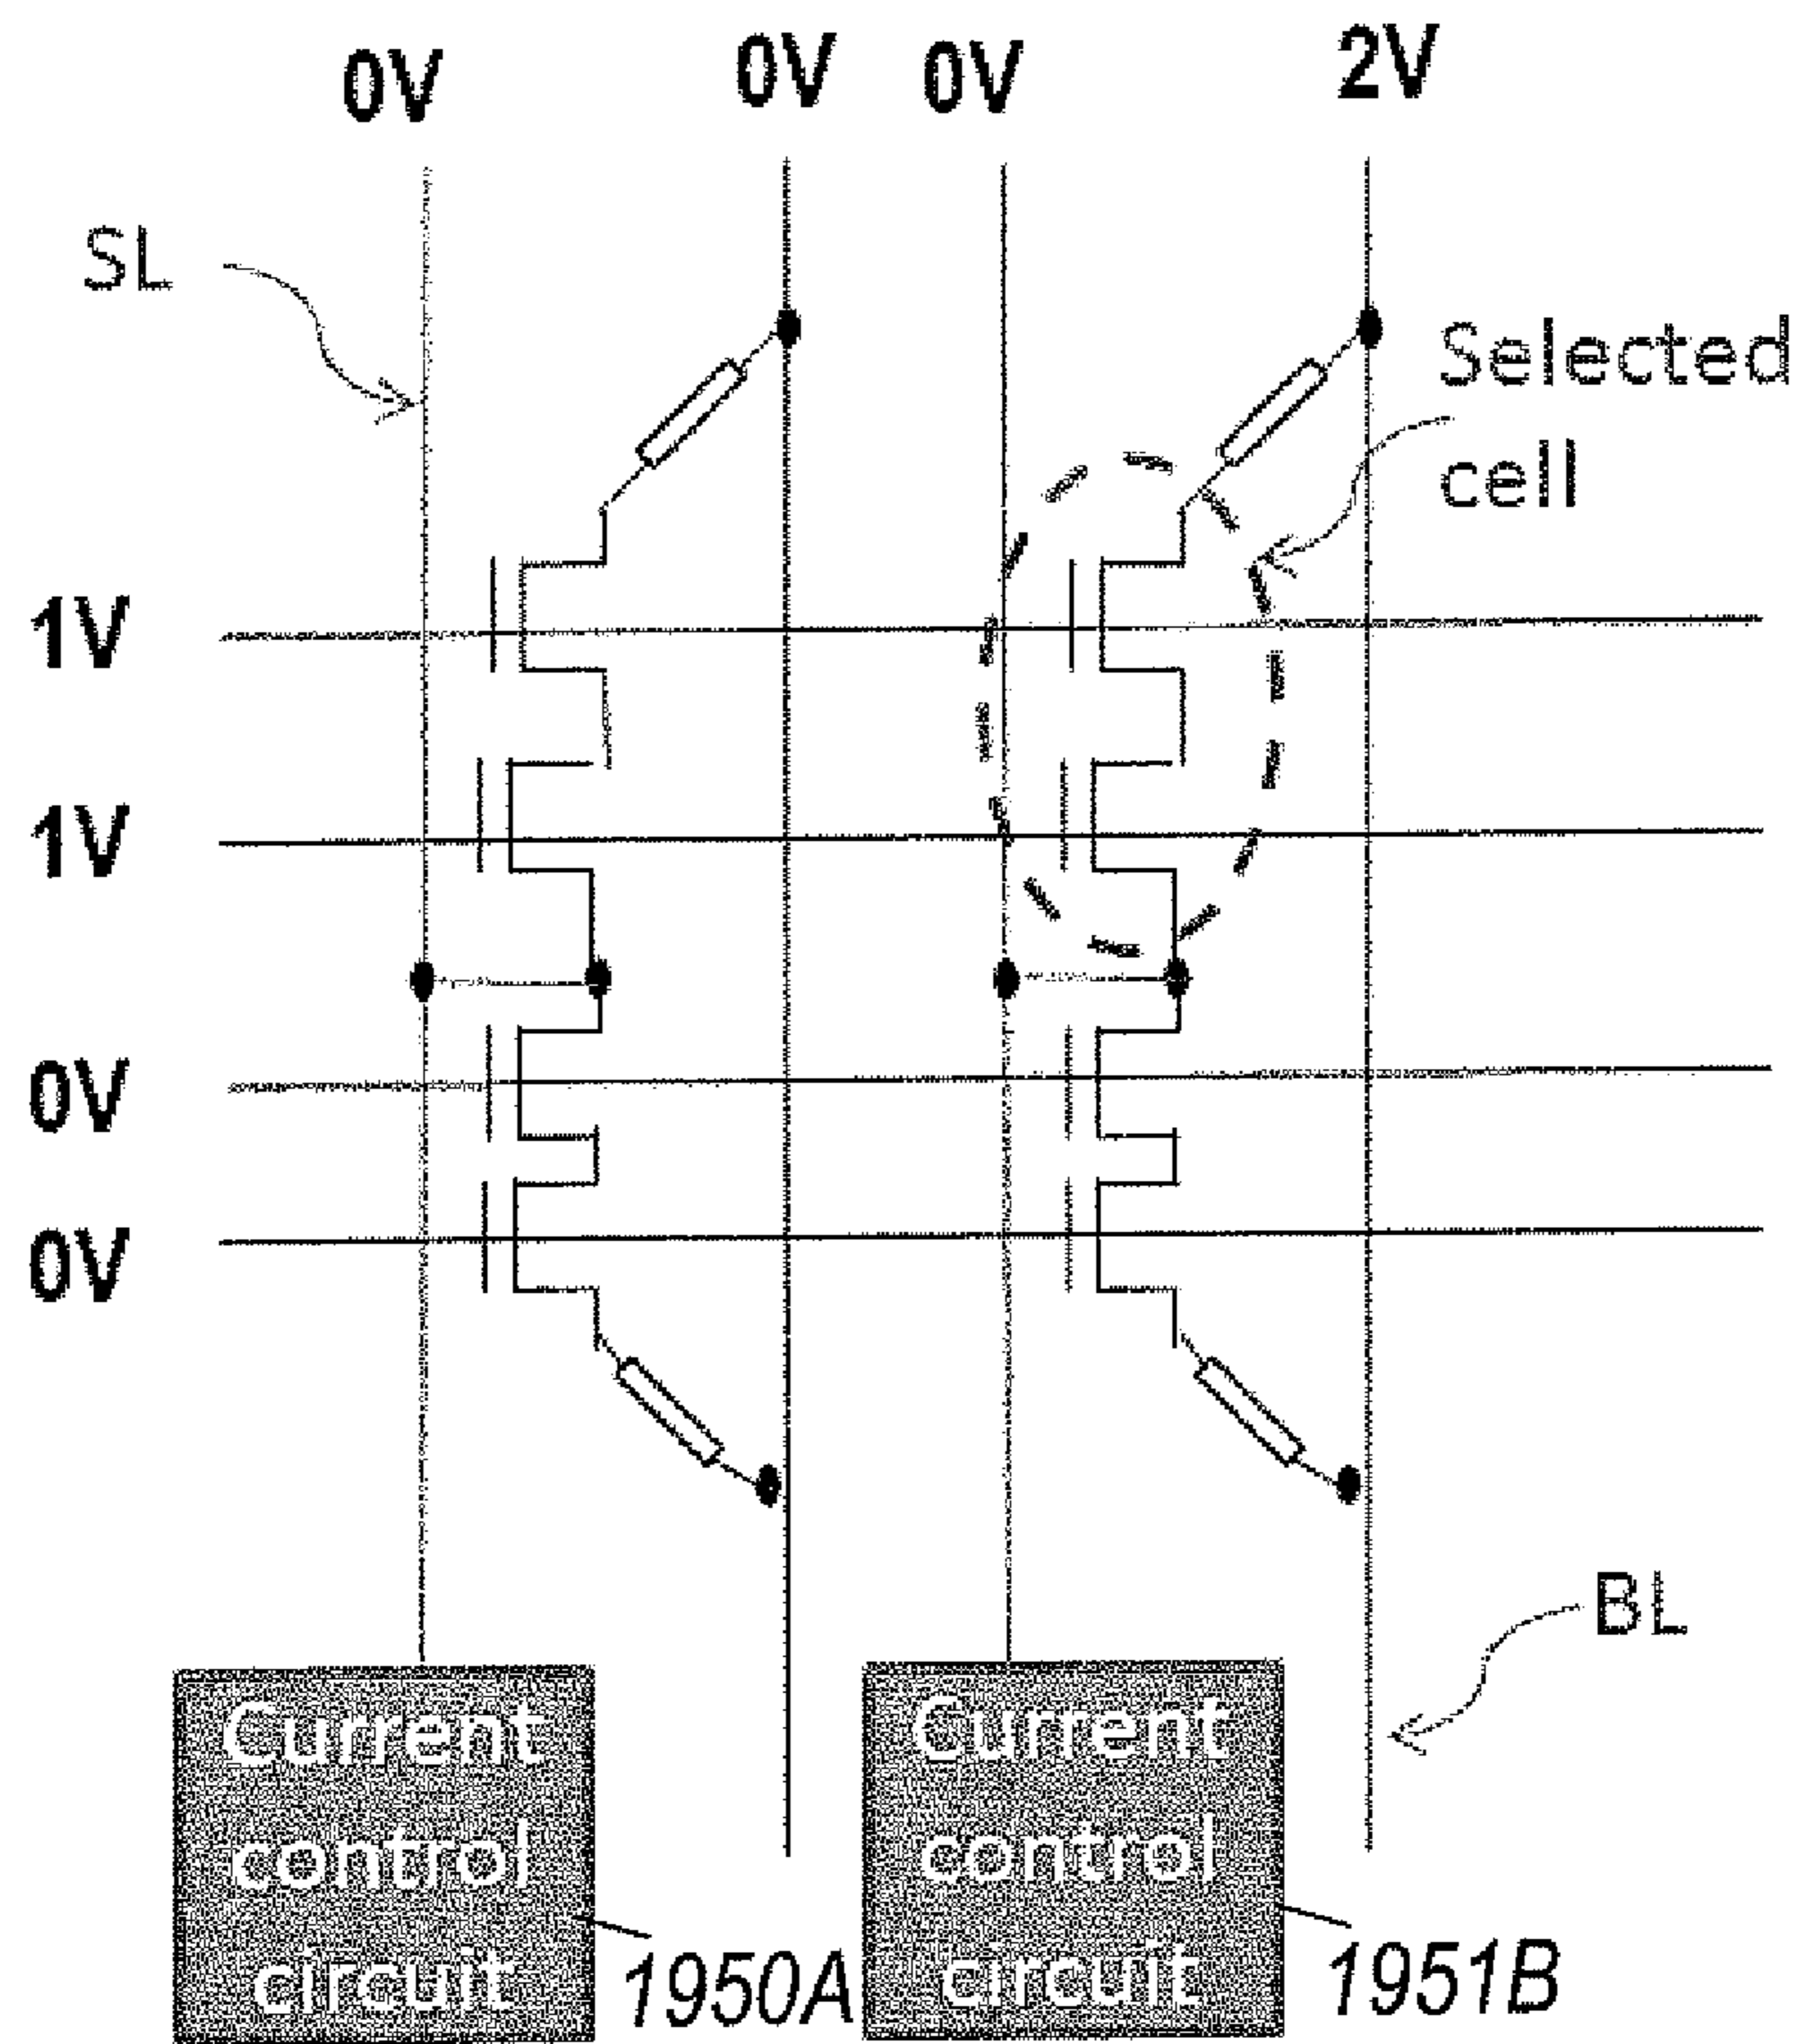 0V 0V 0V 2V
SL
Selected
cell
1V
1V
0V
0V
BL
Current
control
circuit
1950A
Current
control
circuit
1951B